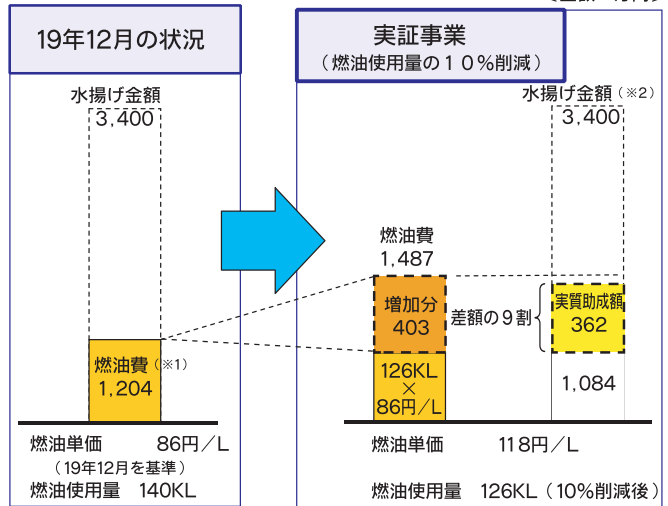 19年12月の状況
水揚げ金額
3,400
燃油費(※1)
1,204
燃油単価 86円/L
(19年12月を基準)
燃油使用量 140KL
実証事業
(燃油使用量の10%削減)
水揚げ金額(※2)
3,400
燃油費
1,487
増加分
403
126KL
×
86円/L
差額の9割
実質助成額
362
1,084
燃油単価 118円/L
燃油使用量 126KL(10%削減後)